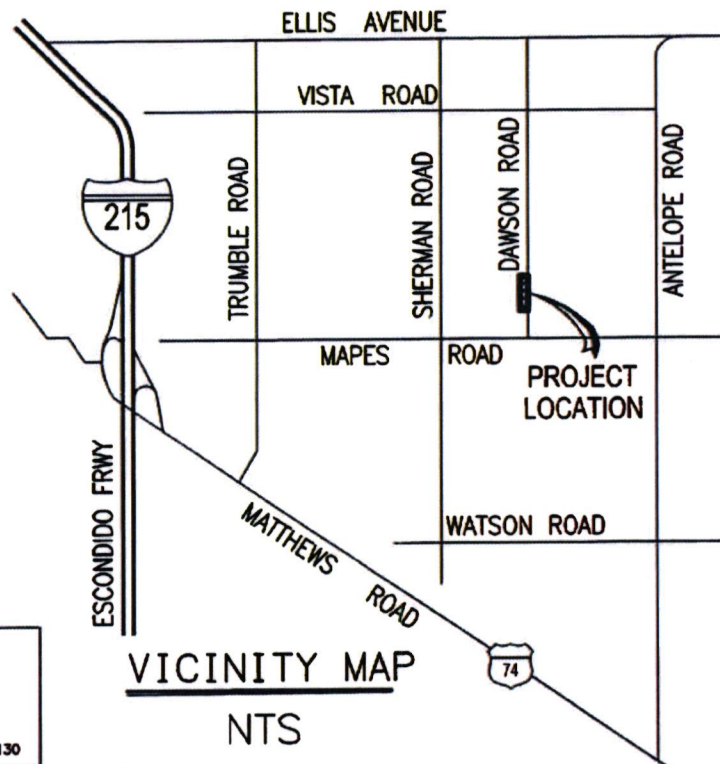 ELLIS AVENUE
VISTA ROAD
215
TRUMBLE ROAD
SHERMAN ROAD
DAWSON ROAD
ANTELOPE ROAD
MAPES ROAD
PROJECT
LOCATION
ESCONDIDO FRWY
MATTHEWS ROAD
WATSON ROAD
74
VICINITY MAP
NTS